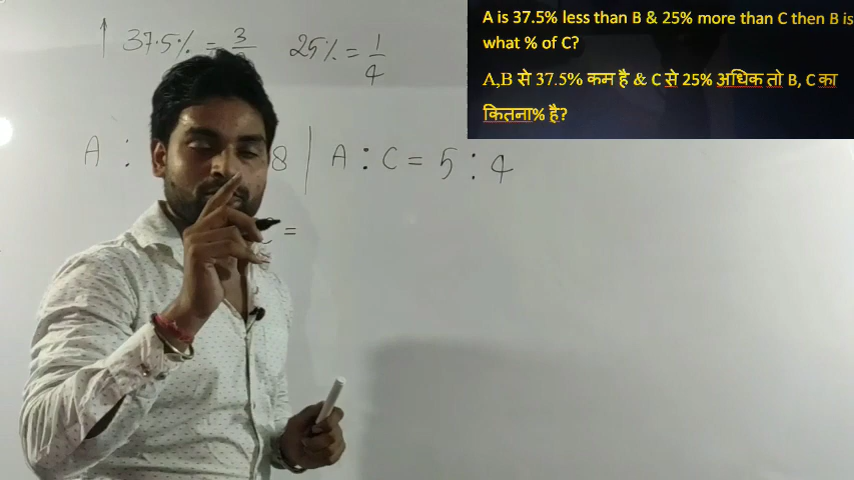 A is 37.5% less than B & 25% more than C then B is
what % of C?
A,B से 37.5% कम है & C से 25% अधिक तो B, C का
कितना% है?
37.5% = 3 25% = 1/4
A : 8 | A : C = 5 : 4
=